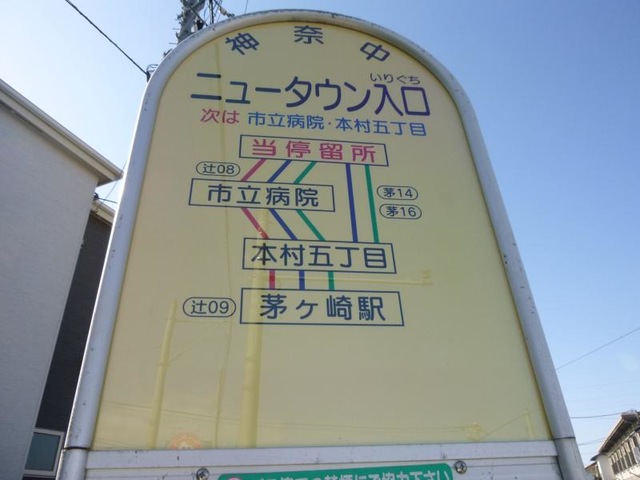 神奈中
いりぐち
ニュータウン入口
次は 市立病院・本村五丁目
当停留所
辻08
市立病院
茅14
茅16
本村五丁目
辻09
茅ヶ崎駅